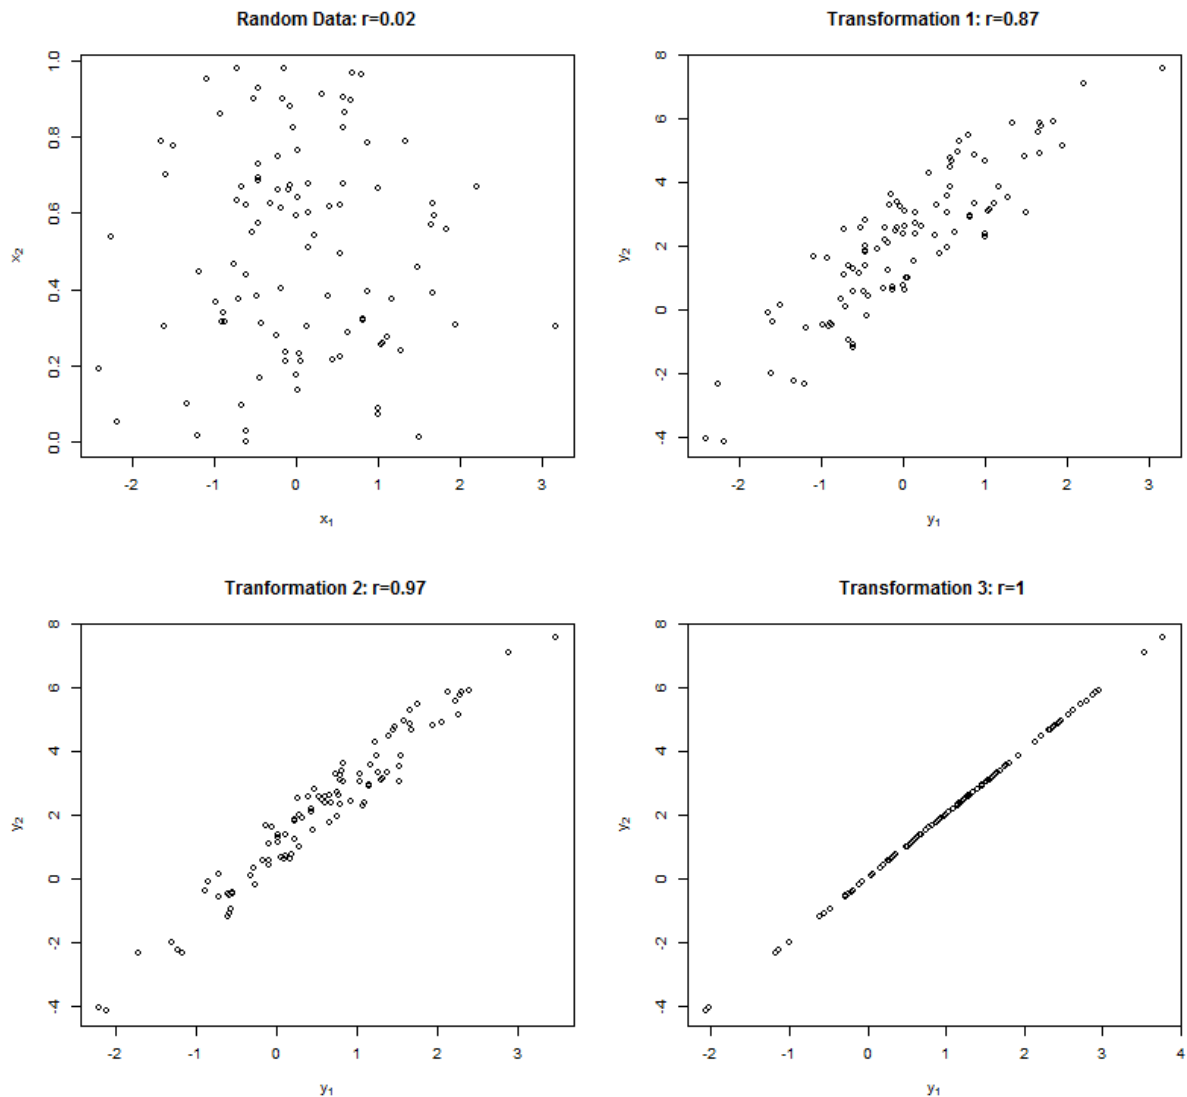 Random Data: r=0.02
1.0
0.8
0.6
0.4
0.2
0.0
x₂
-2 -1 0 1 2 3
x₁
Transformation 1: r=0.87
8
6
4
2
0
-2
-4
y₂
-2 -1 0 1 2 3
y₁
Tranformation 2: r=0.97
8
6
4
2
0
-2
-4
y₂
-2 -1 0 1 2 3
y₁
Transformation 3: r=1
8
6
4
2
0
-2
-4
y₂
-2 -1 0 1 2 3 4
y₁